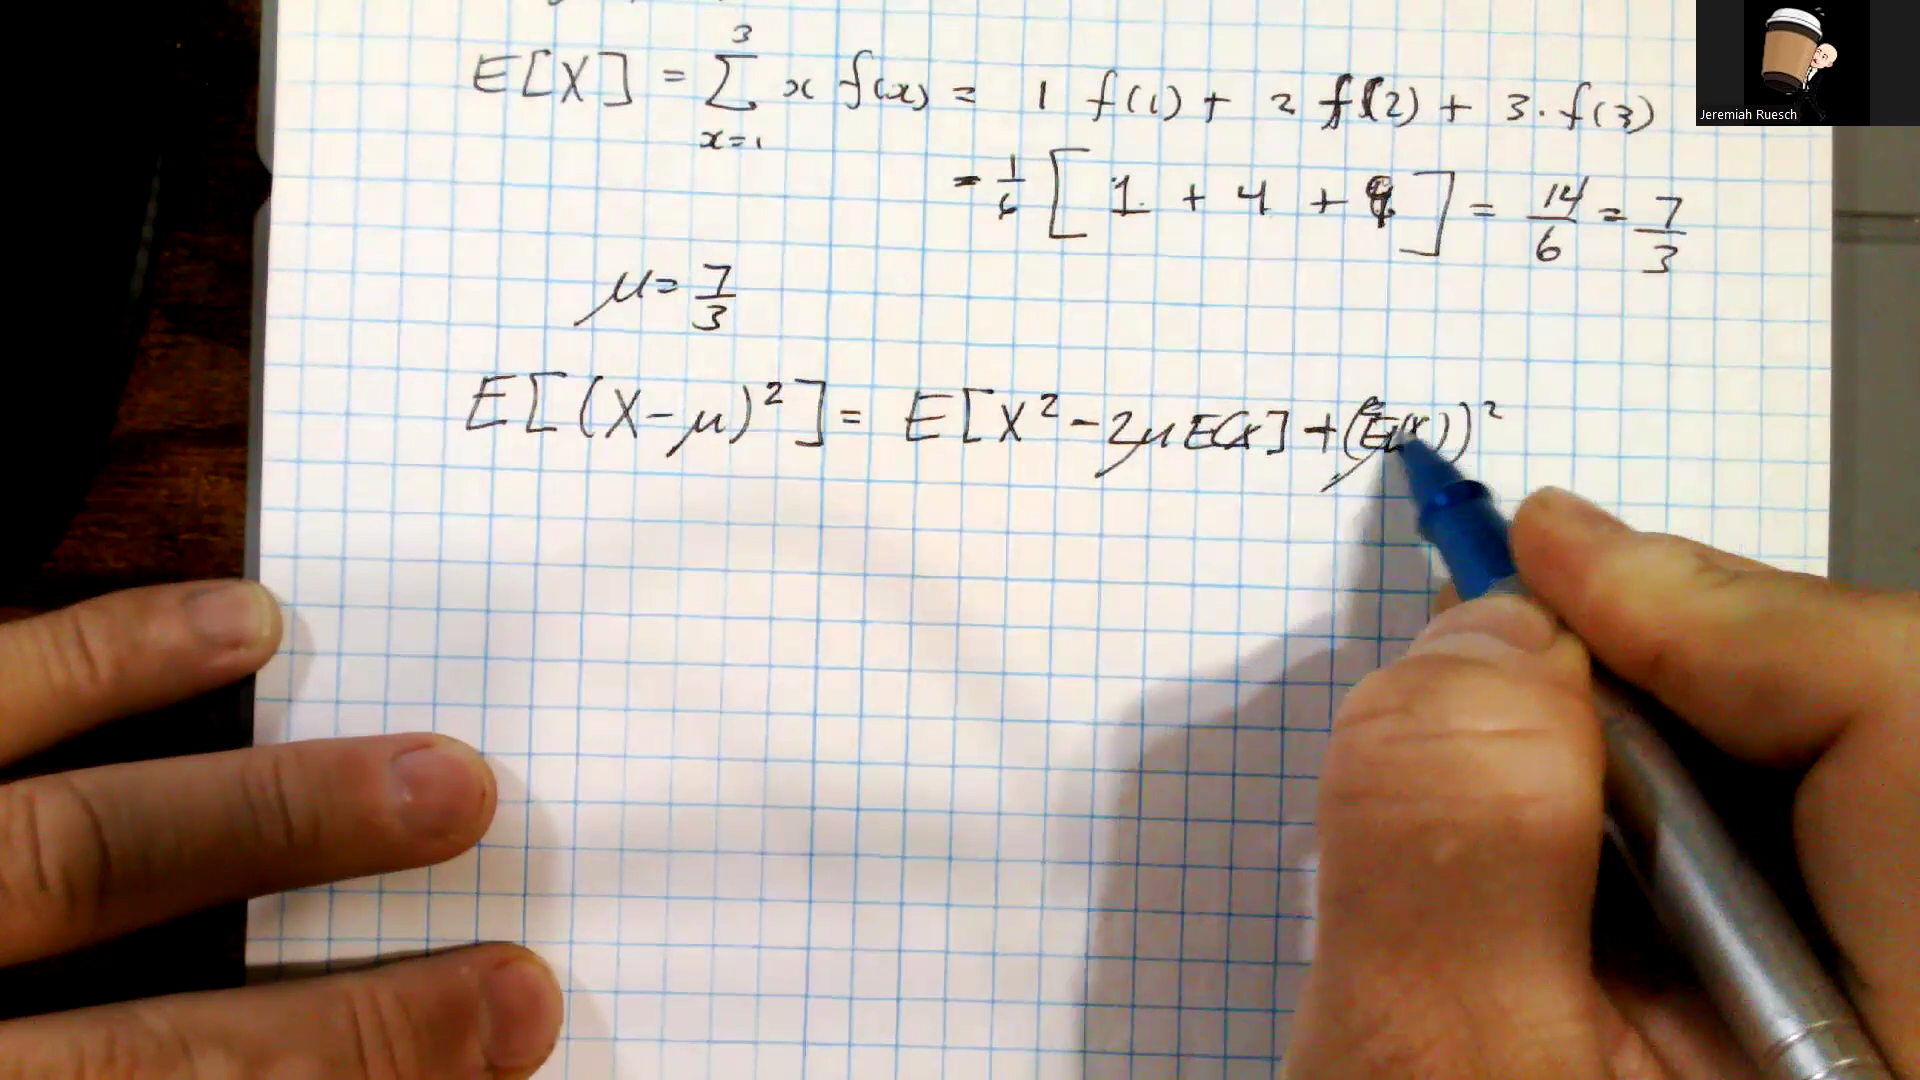 E[X] = 3 Σ x=1 x f(x) = 1 f(1) + 2 f(2) + 3. f(3)
Jeremiah Ruesch
= 1/6 [ 1 + 4 + 9 ] = 14/6 = 7/3
μ = 7/3
E[(X-μ)²] = E[X² - 2μ E(x] + )²